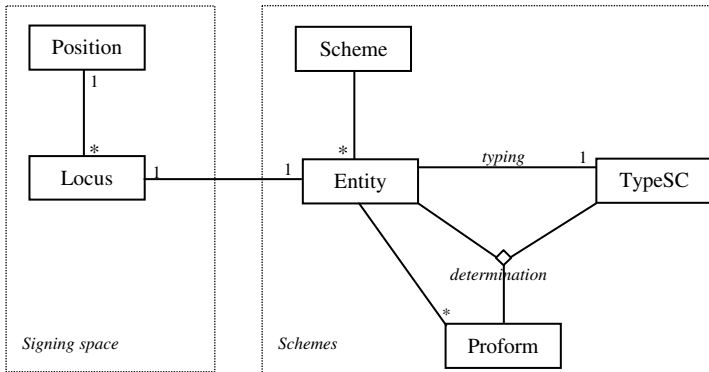 Position
1
*
Locus
1
Signing space
Scheme
*
1
Entity
typing
1
TypeSC
determination
*
Proform
Schemes